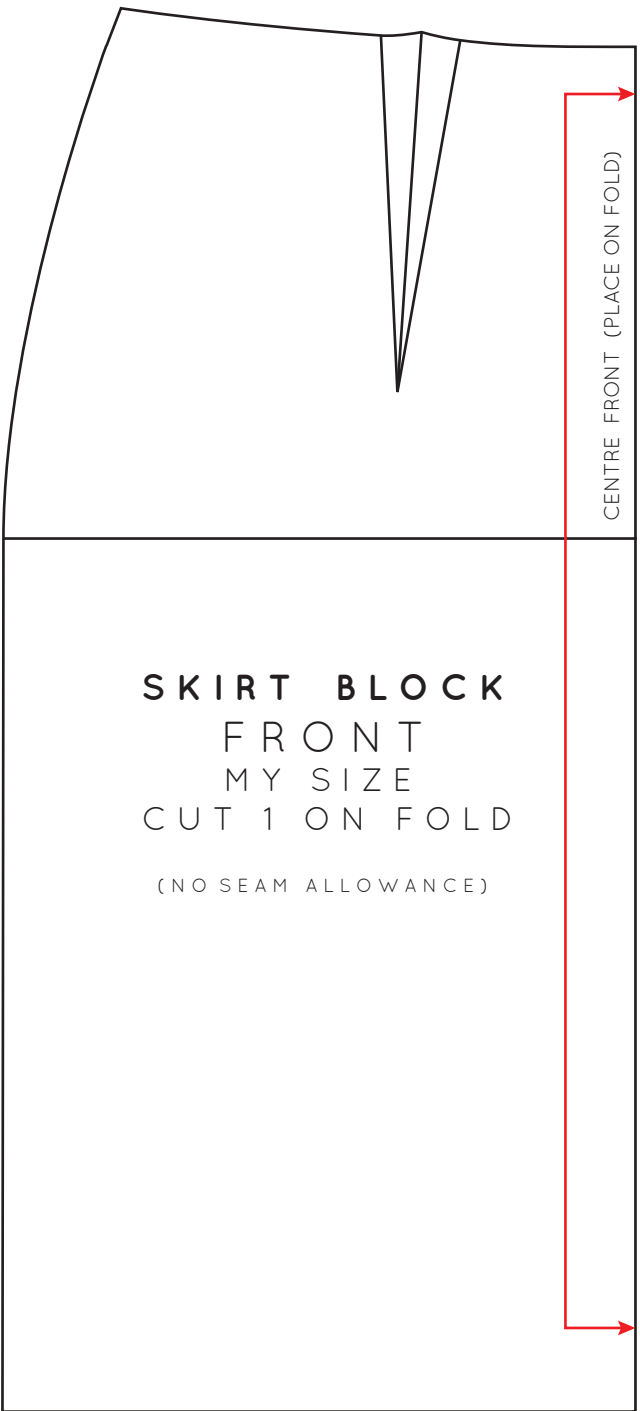 CENTRE FRONT (PLACE ON FOLD)
SKIRT BLOCK
FRONT
MY SIZE
CUT 1 ON FOLD
(NO SEAM ALLOWANCE)